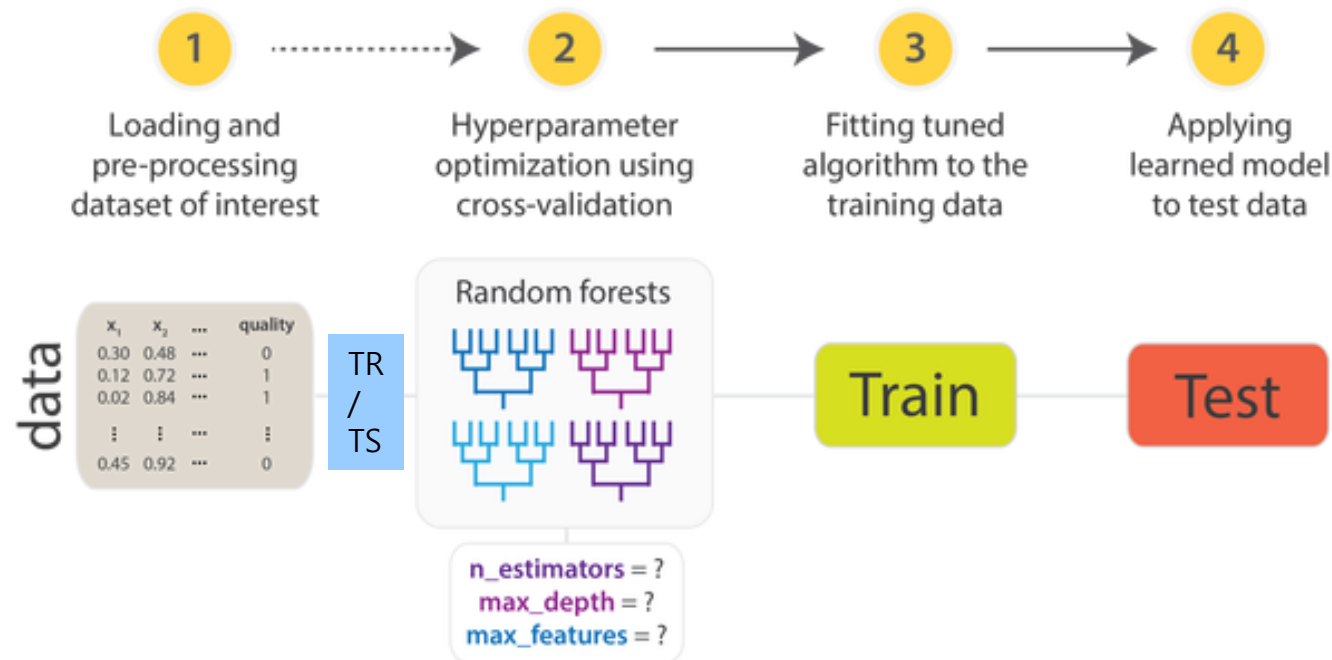 1
2
3
4
Loading and
pre-processing
dataset of interest
Hyperparameter
optimization using
cross-validation
Fitting tuned
algorithm to the
training data
Applying
learned model
to test data
data
x₁ x₂ ... quality
0.30 0.48 ... 0
0.12 0.72 ... 1
0.02 0.84 ... 1
⋮ ⋮ ... ⋮
0.45 0.92 ... 0
TR
/
TS
Random forests
n_estimators = ?
max_depth = ?
max_features = ?
Train
Test